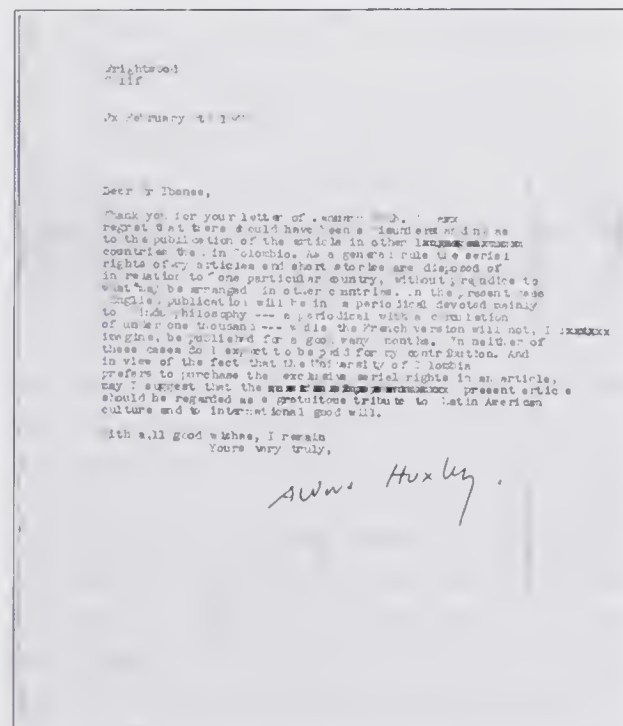 Wrightwood
Calif
February
Dear Mr Ibanes,
Thank you for your letter of
regret that there should have been a misunderstanding as
to the publication of the article in other
countries than in Colombia. As a general rule the serial
rights of my articles and short stories are disposed of
in relation to one particular country, without prejudice to
what may be arranged in other countries. In the present case
English publication will be in a periodical devoted mainly
to philosophy --- a periodical with a circulation
of under one thousand --- while the French version will not, I
imagine, be published for a good many months. In neither of
these cases do I expect to be paid for my contribution. And
in view of the fact that the University of Colombia
prefers to purchase the exclusive serial rights in an article,
may I suggest that the present article
should be regarded as a gratuitous tribute to Latin American
culture and to international good will.
With all good wishes, I remain
Yours very truly,
Aldous Huxley.